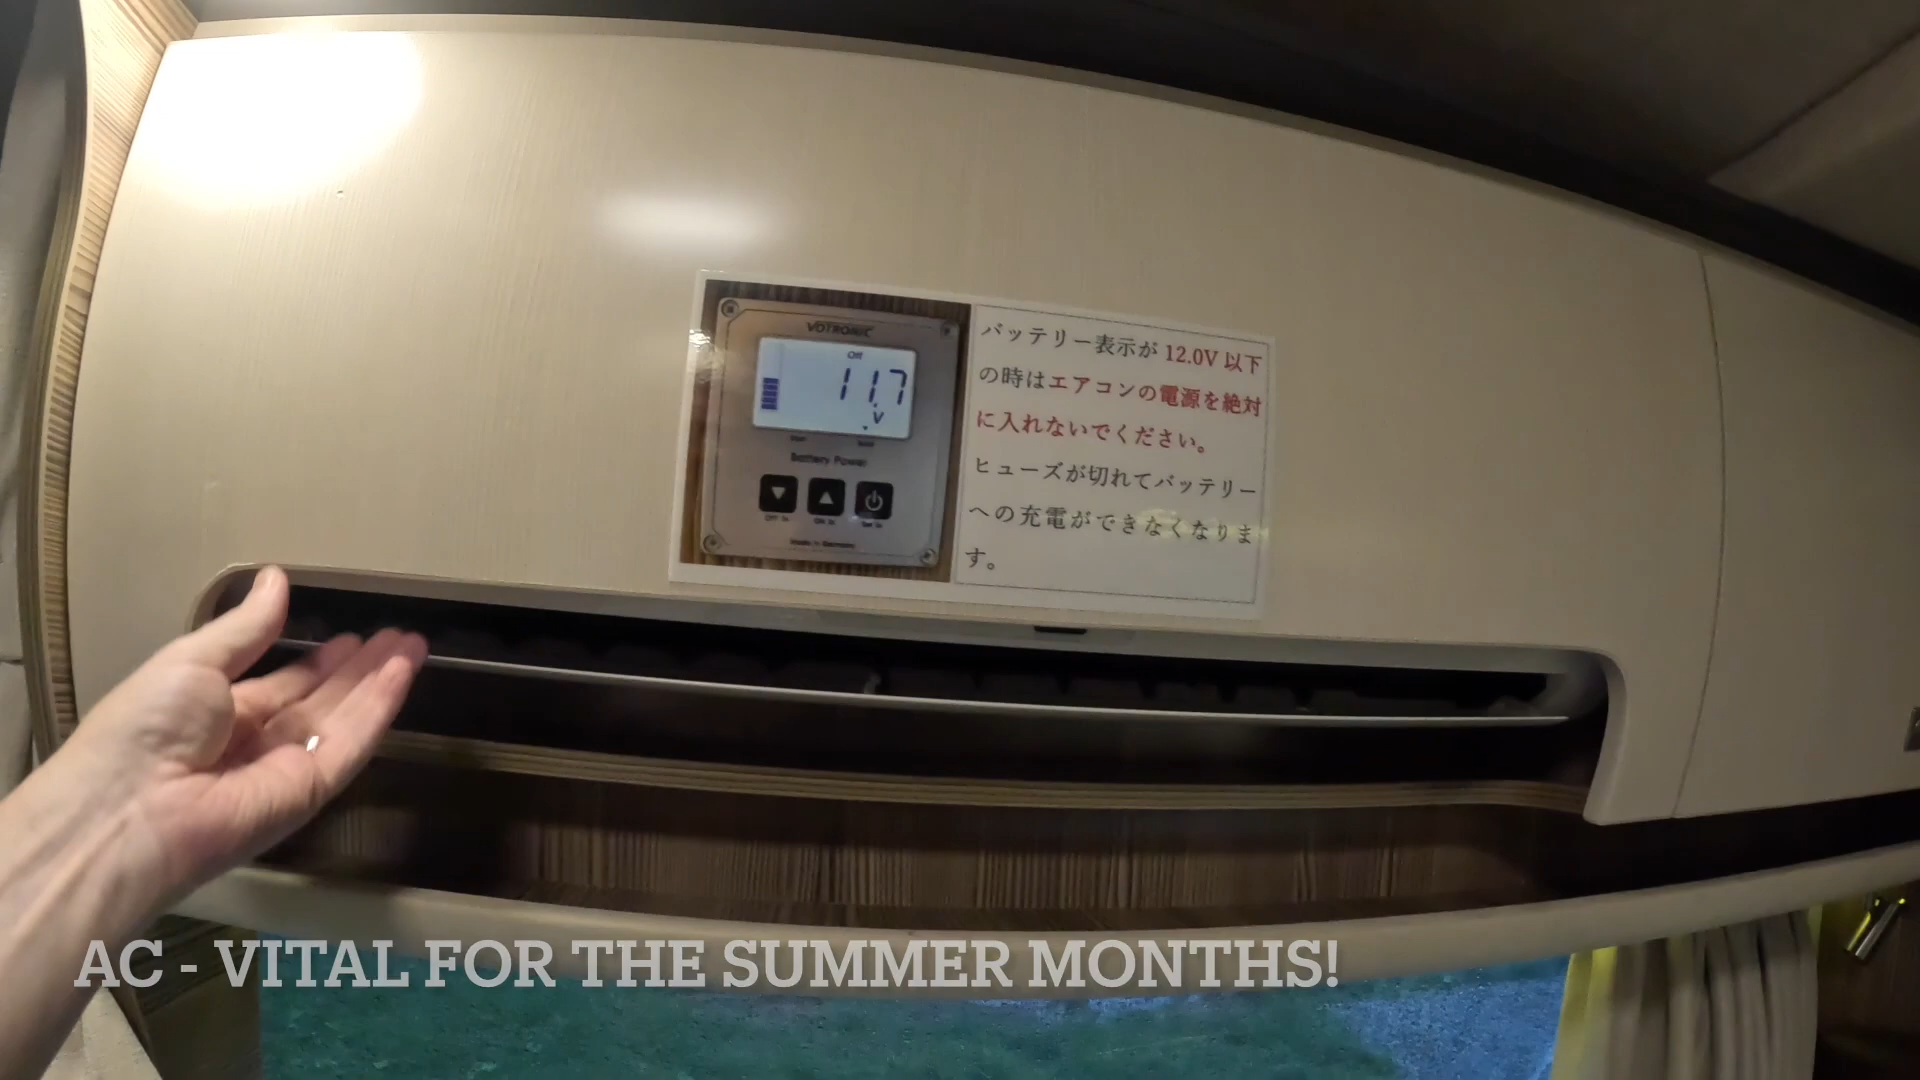 VOTRONIC
Off
11.7
V
Battery Power
Made in Germany
バッテリー表示が 12.0V 以下
の時はエアコンの電源を絶対
に入れないでください。
ヒューズが切れてバッテリー
への充電ができなくなりま
す。
AC - VITAL FOR THE SUMMER MONTHS!